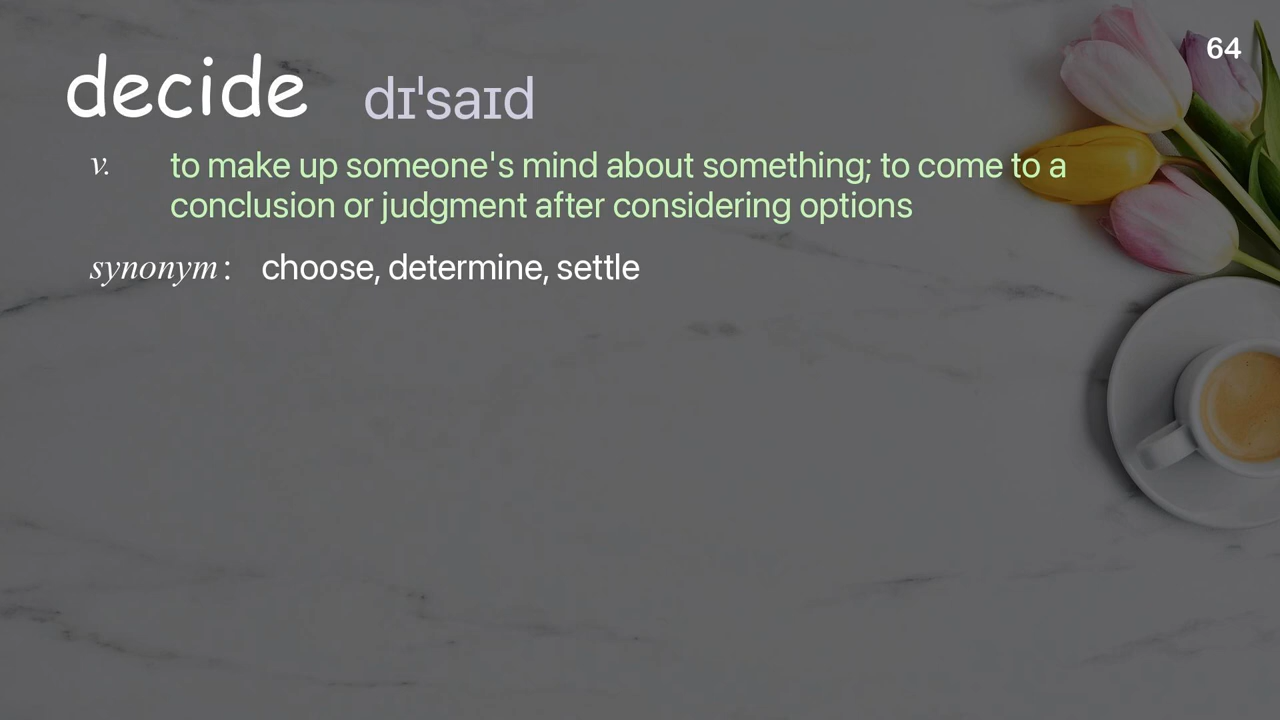 64
decide dɪˈsaɪd
v. to make up someone's mind about something; to come to a
conclusion or judgment after considering options
synonym : choose, determine, settle